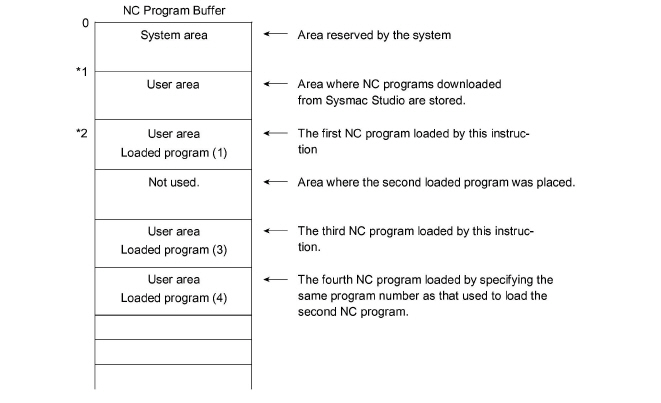 NC Program Buffer
0
System area
Area reserved by the system
*1
User area
Area where NC programs downloaded
from Sysmac Studio are stored.
*2
User area
Loaded program (1)
The first NC program loaded by this instruc-
tion
Not used.
Area where the second loaded program was placed.
User area
Loaded program (3)
The third NC program loaded by this instruc-
tion.
User area
Loaded program (4)
The fourth NC program loaded by specifying the
same program number as that used to load the
second NC program.